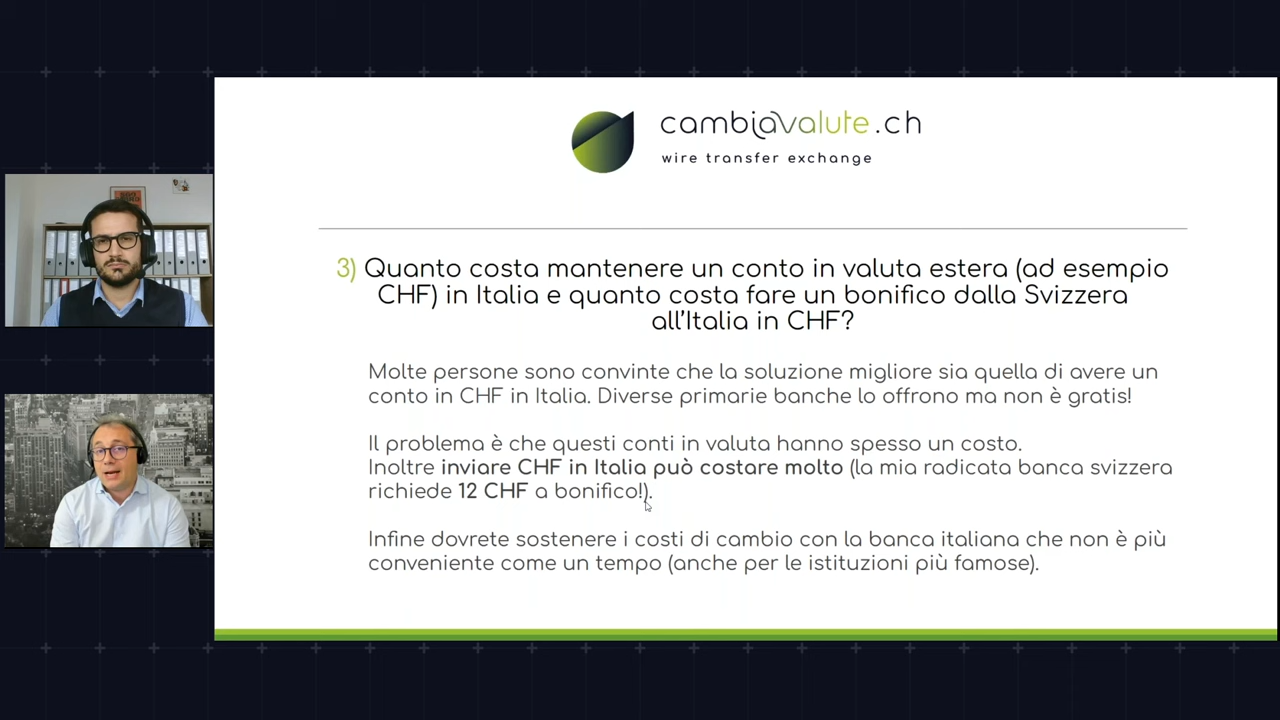 cambiavalute.ch
wire transfer exchange
3) Quanto costa mantenere un conto in valuta estera (ad esempio
CHF) in Italia e quanto costa fare un bonifico dalla Svizzera
all'Italia in CHF?
Molte persone sono convinte che la soluzione migliore sia quella di avere un
conto in CHF in Italia. Diverse primarie banche lo offrono ma non è gratis!
Il problema è che questi conti in valuta hanno spesso un costo.
Inoltre inviare CHF in Italia può costare molto (la mia radicata banca svizzera
richiede 12 CHF a bonifico!).
Infine dovrete sostenere i costi di cambio con la banca italiana che non è più
conveniente come un tempo (anche per le istituzioni più famose).